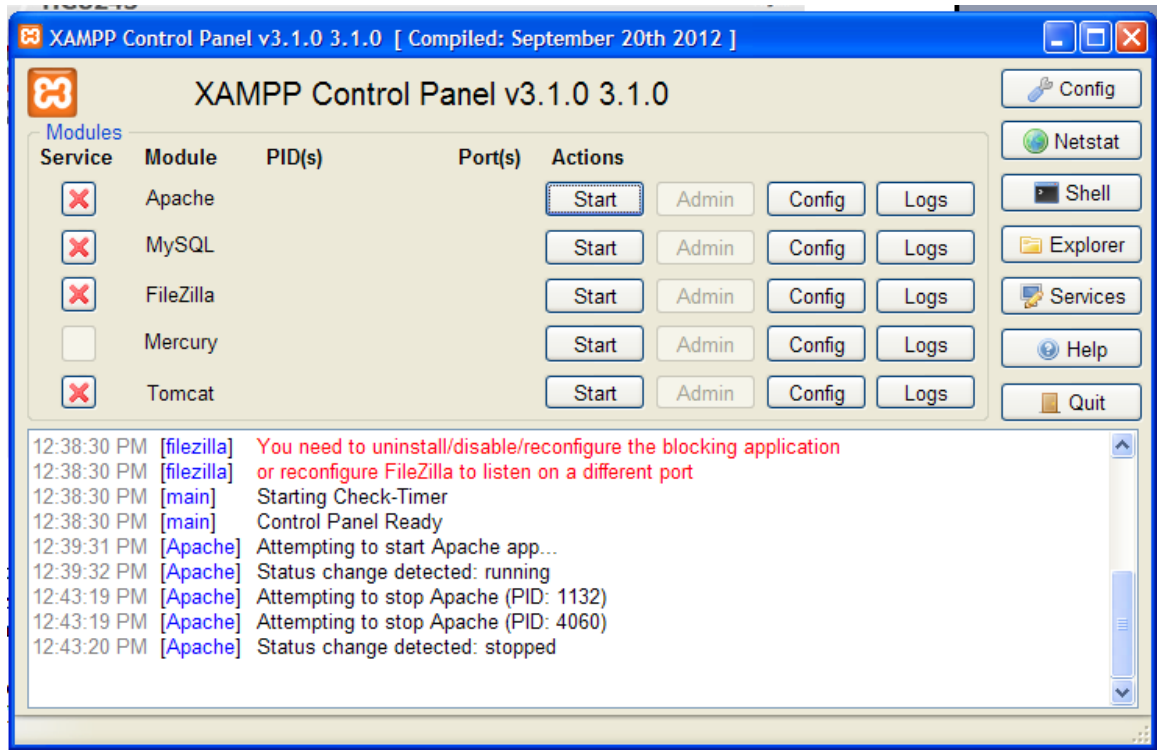 XAMPP Control Panel v3.1.0 3.1.0 [ Compiled: September 20th 2012 ]
XAMPP Control Panel v3.1.0 3.1.0
Config
Modules
Netstat
Service Module PID(s) Port(s) Actions
Apache Start Admin Config Logs
Shell
MySQL Start Admin Config Logs
Explorer
FileZilla Start Admin Config Logs
Services
Mercury Start Admin Config Logs
Help
Tomcat Start Admin Config Logs
Quit
12:38:30 PM [filezilla] You need to uninstall/disable/reconfigure the blocking application
12:38:30 PM [filezilla] or reconfigure FileZilla to listen on a different port
12:38:30 PM [main] Starting Check-Timer
12:38:30 PM [main] Control Panel Ready
12:39:31 PM [Apache] Attempting to start Apache app...
12:39:32 PM [Apache] Status change detected: running
12:43:19 PM [Apache] Attempting to stop Apache (PID: 1132)
12:43:19 PM [Apache] Attempting to stop Apache (PID: 4060)
12:43:20 PM [Apache] Status change detected: stopped